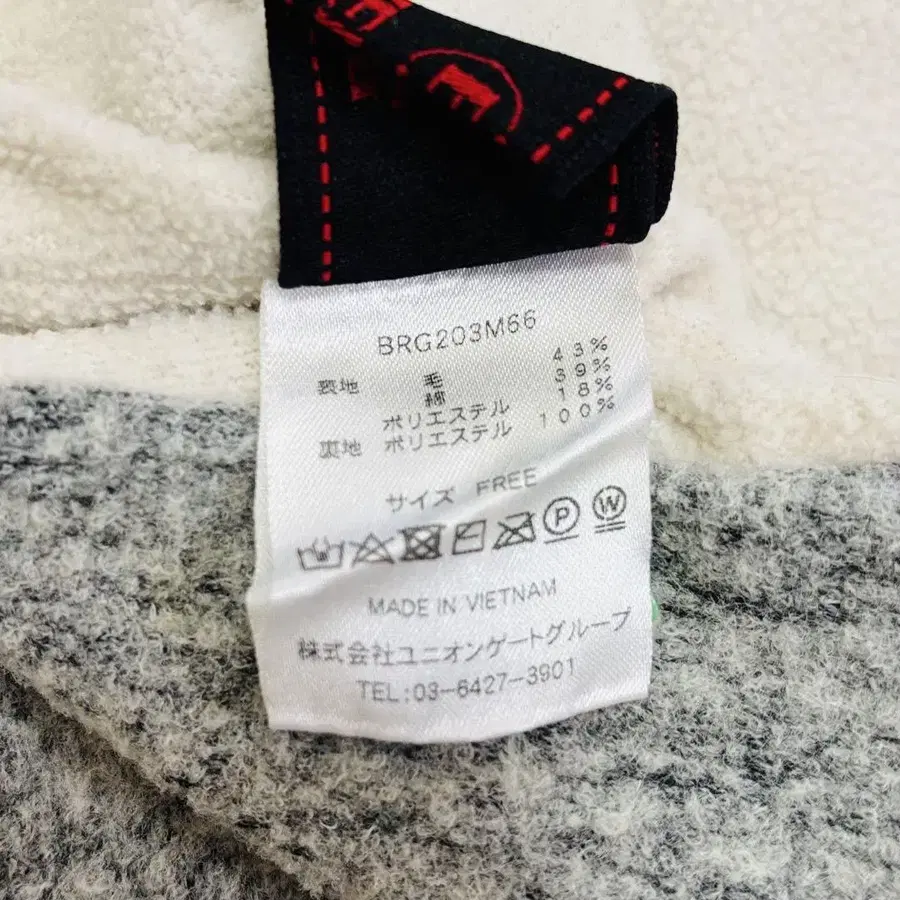 E
BRG203M66
表地 毛 43%
綿 39%
ポリエステル 18%
裏地 ポリエステル 100%
サイズ FREE
P W
MADE IN VIETNAM
株式会社ユニオンゲートグループ
TEL:03-6427-3901